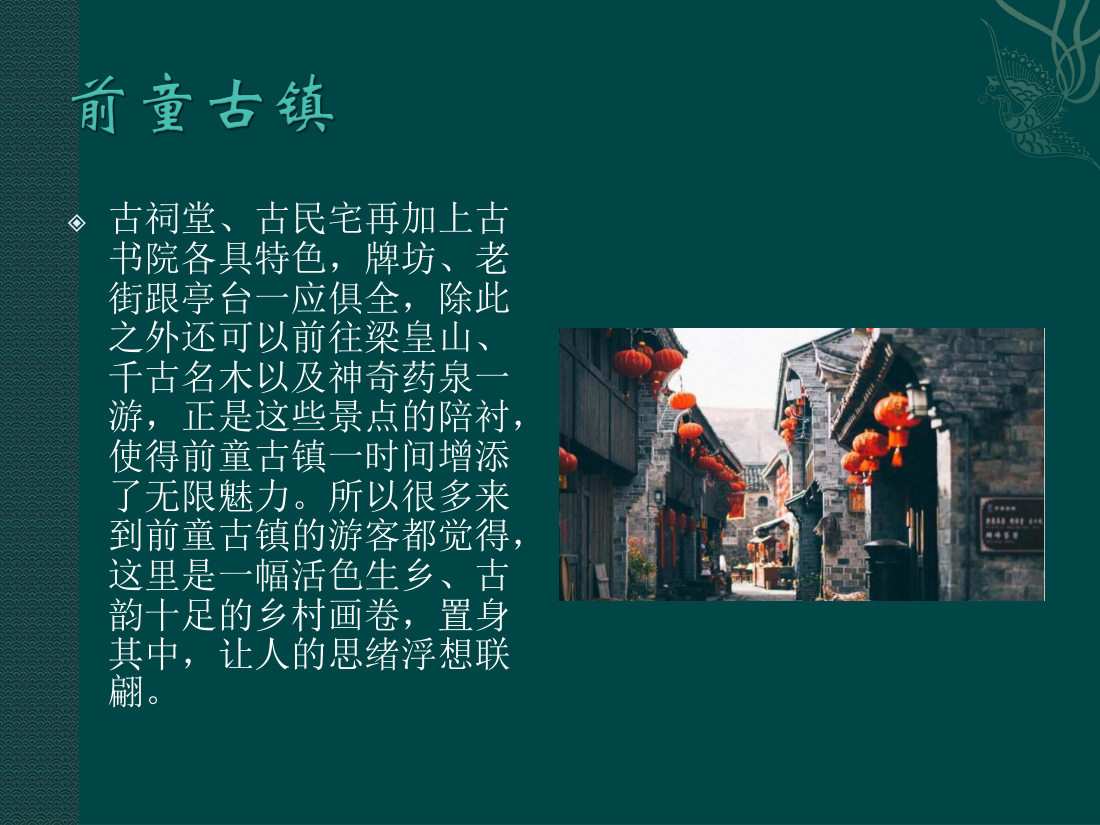 前童古镇
古祠堂、古民宅再加上古
书院各具特色，牌坊、老
街跟亭台一应俱全，除此
之外还可以前往梁皇山、
千古名木以及神奇药泉一
游，正是这些景点的陪衬，
使得前童古镇一时间增添
了无限魅力。所以很多来
到前童古镇的游客都觉得，
这里是一幅活色生乡、古
韵十足的乡村画卷，置身
其中，让人的思绪浮想联
翩。